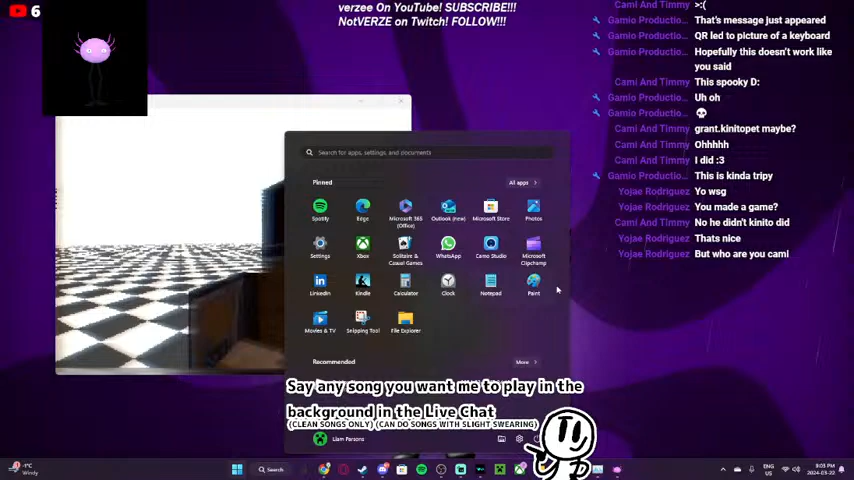 6
verzee On YouTube! SUBSCRIBE!!!
NotVERZE on Twitch! FOLLOW!!!
Cami And Timmy >:(
Gamio Productio... That's message just appeared
Gamio Productio... QR led to picture of a keyboard
Gamio Productio... Hopefully this doesn't work like
you said
Cami And Timmy This spooky D:
Gamio Productio... Uh oh
Gamio Productio... 💀
Cami And Timmy grant.kinitopet maybe?
Cami And Timmy Ohhhhh
Cami And Timmy I did :3
Gamio Productio... This is kinda tripy
Yojae Rodriguez Yo wsg
Yojae Rodriguez You made a game?
Cami And Timmy No he didn't kinito did
Yojae Rodriguez Thats nice
Yojae Rodriguez But who are you cami
Search for apps, settings, and documents
Pinned
All apps >
Spotify
Edge
Microsoft 365
(Office)
Outlook (new)
Microsoft Store
Photos
Settings
Xbox
Solitaire &
Casual Games
WhatsApp
Camo Studio
Microsoft
Clipchamp
LinkedIn
Kindle
Calculator
Clock
Notepad
Paint
Movies & TV
Snipping Tool
File Explorer
Recommended
More >
Say any song you want me to play in the
background in the Live Chat
(CLEAN SONGS ONLY) (CAN DO SONGS WITH SLIGHT SWEARING)
Liam Parsons
-1°C
Windy
Search
ENG
US
9:03 PM
2024-03-22